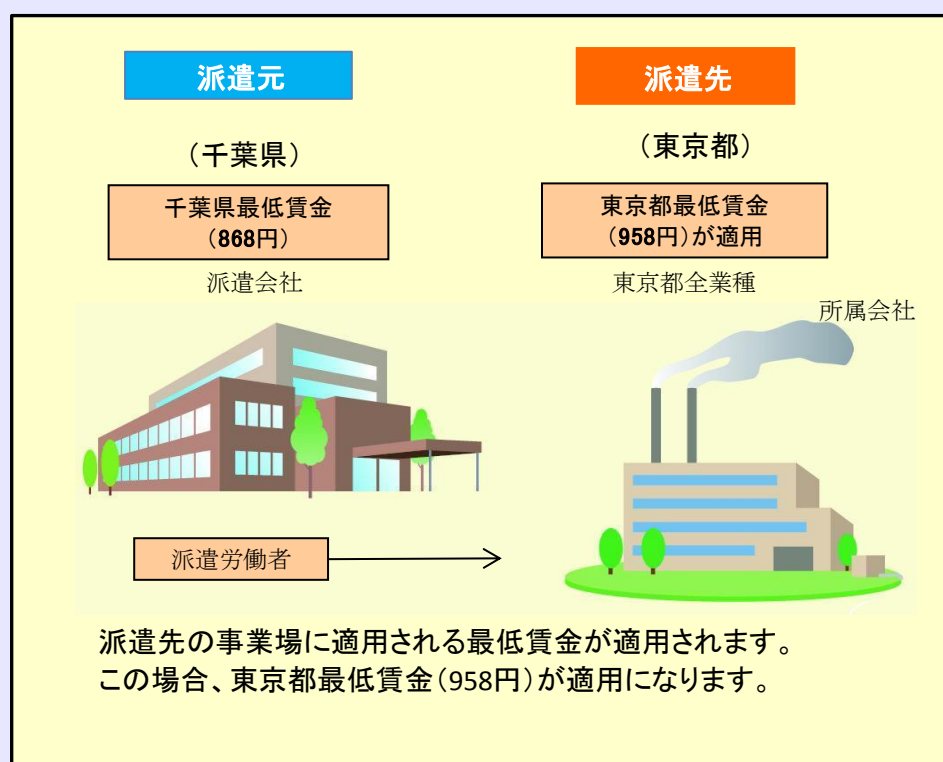 派遣元
派遣先
（千葉県）
（東京都）
千葉県最低賃金
（868円）
東京都最低賃金
（958円）が適用
派遣会社
東京都全業種
所属会社
派遣労働者
派遣先の事業場に適用される最低賃金が適用されます。
この場合、東京都最低賃金（958円）が適用になります。